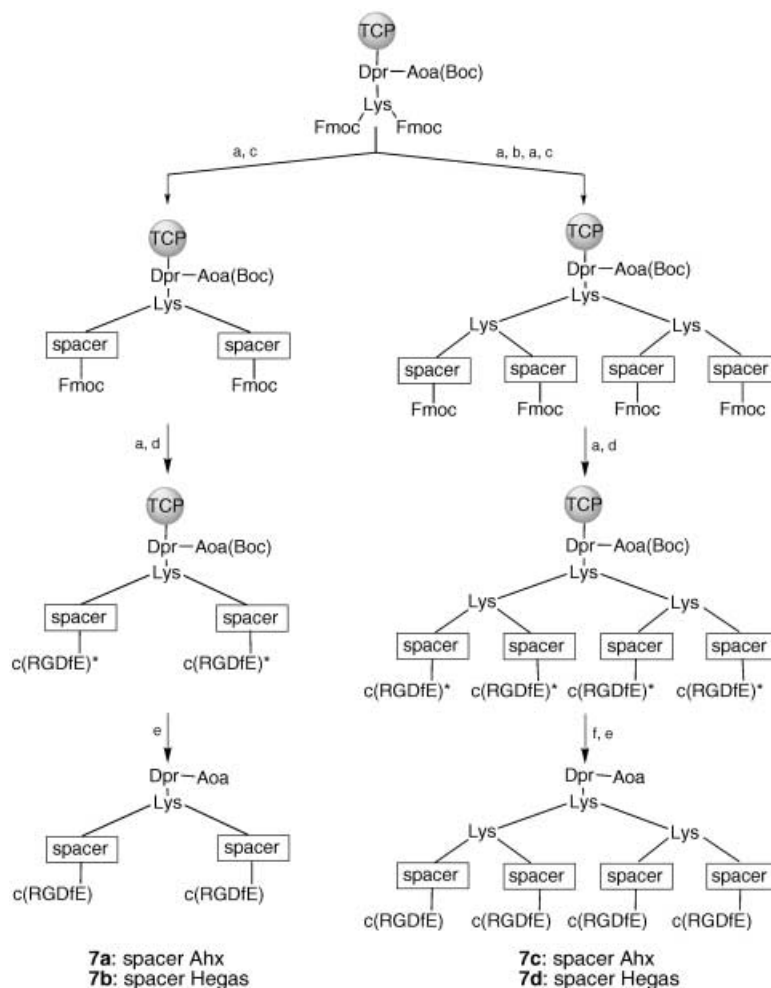 TCP
Dpr—Aoa(Boc)
Lys
Fmoc Fmoc
a, c
a, b, a, c
TCP
Dpr—Aoa(Boc)
Lys
spacer spacer
Fmoc Fmoc
TCP
Dpr—Aoa(Boc)
Lys
Lys Lys
spacer spacer spacer spacer
Fmoc Fmoc Fmoc Fmoc
a, d
a, d
TCP
Dpr—Aoa(Boc)
Lys
spacer spacer
c(RGDfE)* c(RGDfE)*
TCP
Dpr—Aoa(Boc)
Lys
Lys Lys
spacer spacer spacer spacer
c(RGDfE)* c(RGDfE)* c(RGDfE)* c(RGDfE)*
e
f, e
Dpr—Aoa
Lys
spacer spacer
c(RGDfE) c(RGDfE)
7a: spacer Ahx
7b: spacer Hegas
Dpr—Aoa
Lys
Lys Lys
spacer spacer spacer spacer
c(RGDfE) c(RGDfE) c(RGDfE) c(RGDfE)
7c: spacer Ahx
7d: spacer Hegas